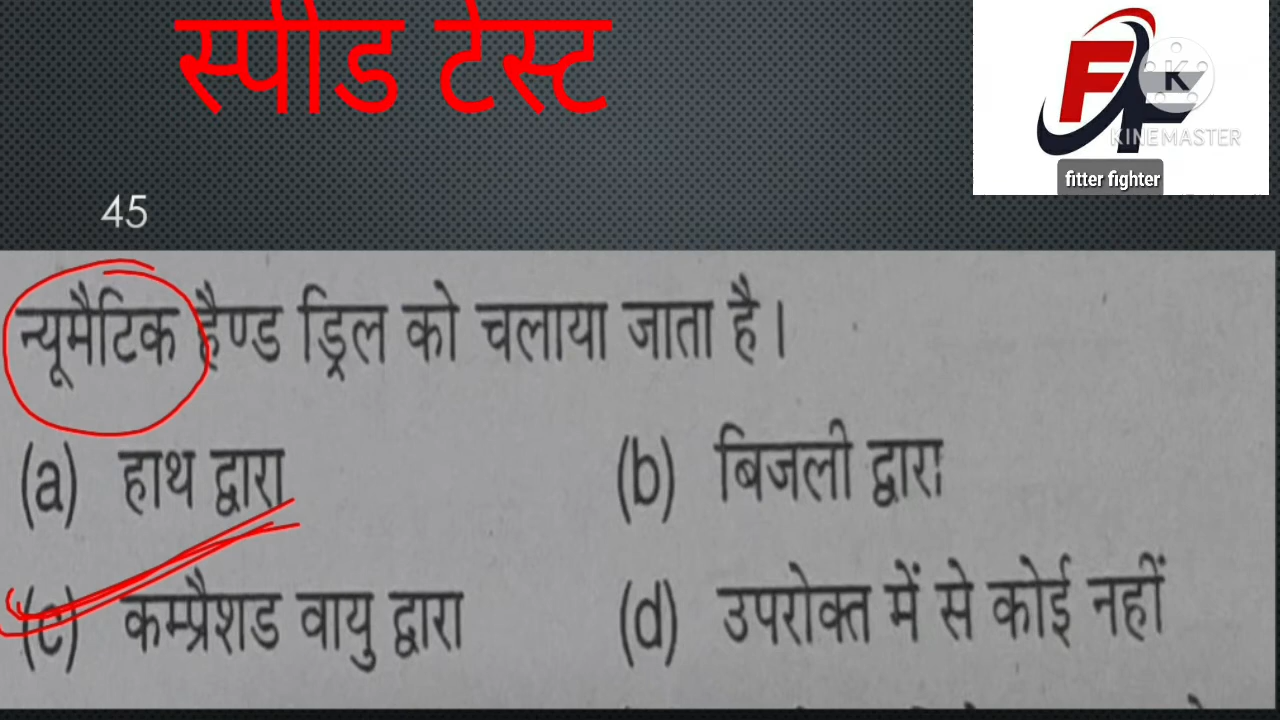 स्पीड टेस्ट
KINEMASTER
fitter fighter
45
न्यूमैटिक हैण्ड ड्रिल को चलाया जाता है।
(a) हाथ द्वारा (b) बिजली द्वारा
(c) कम्प्रैशड वायु द्वारा (d) उपरोक्त में से कोई नहीं